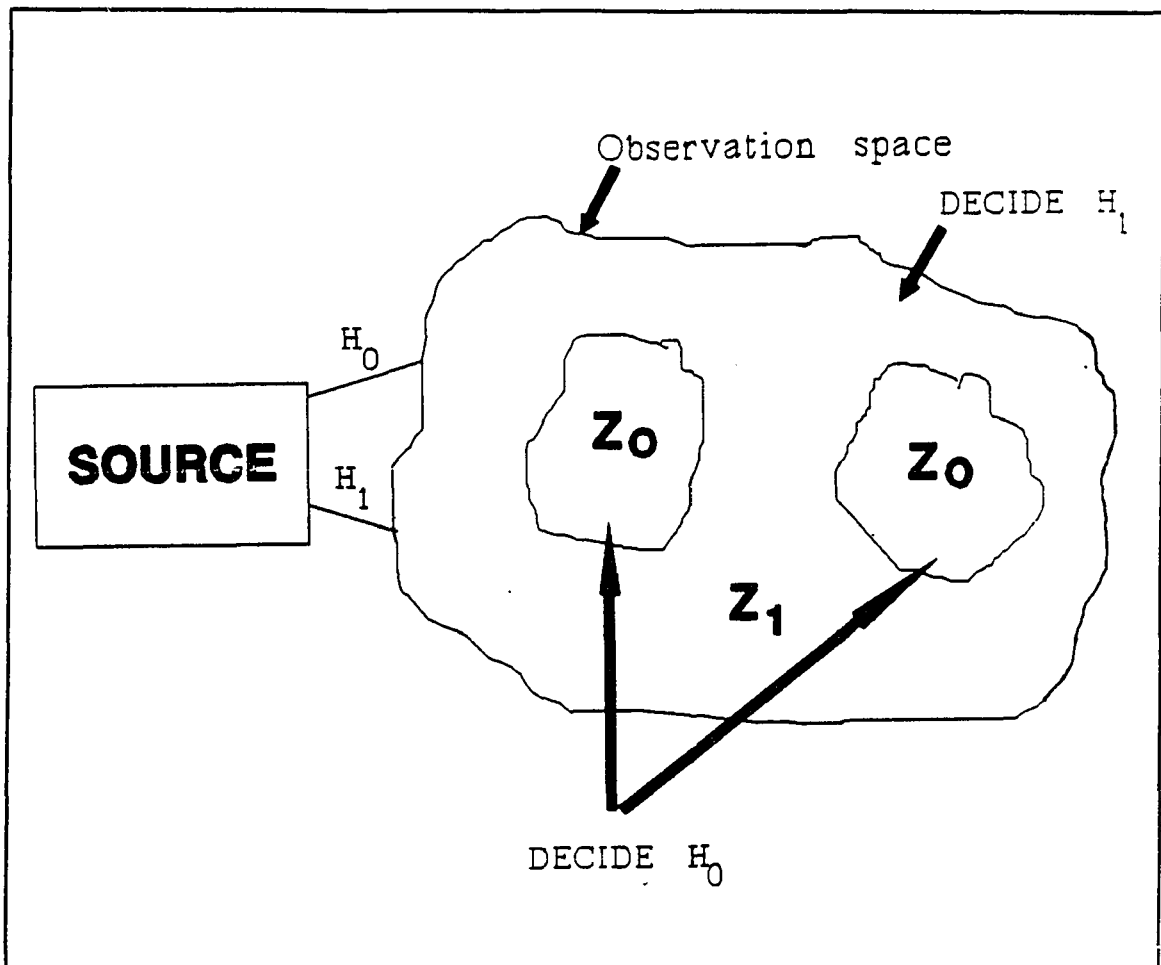 Observation space
DECIDE H₁
H₀
SOURCE
H₁
Z₀
Z₀
Z₁
DECIDE H₀